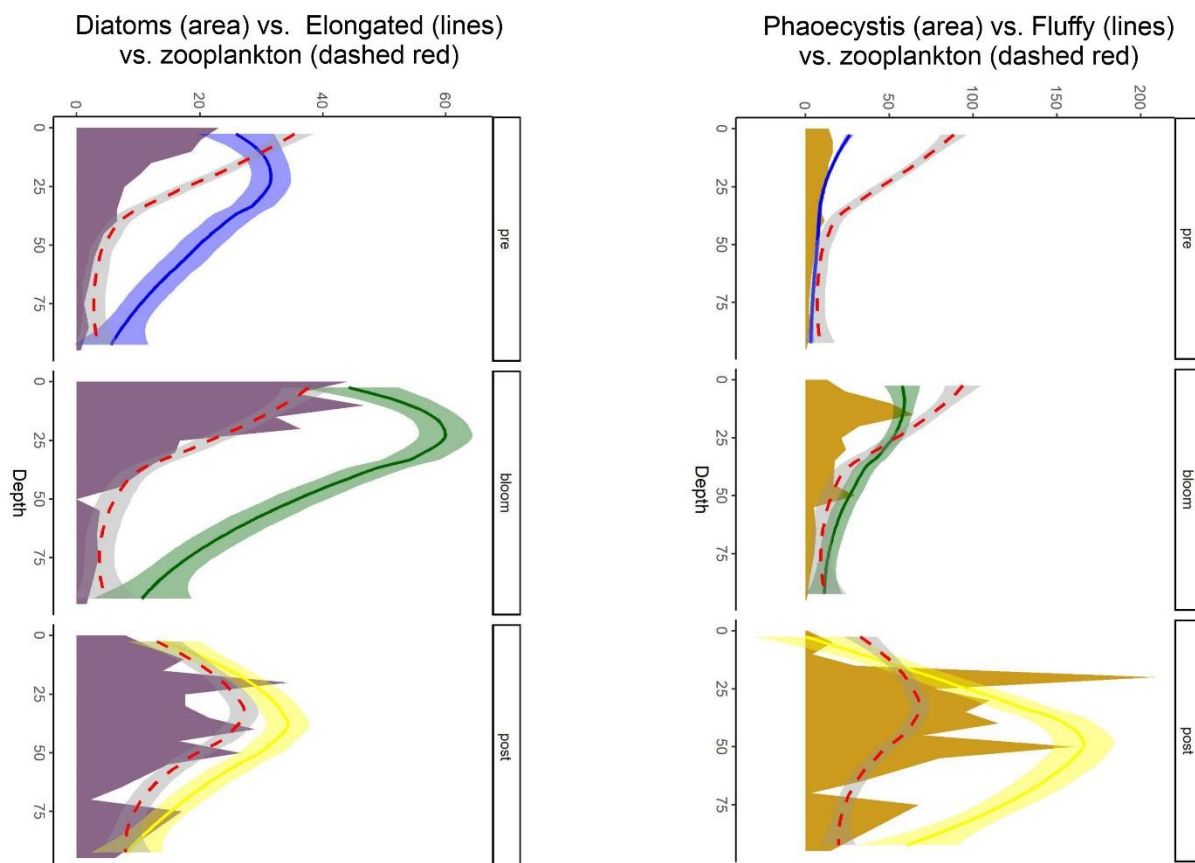 Diatoms (area) vs. Elongated (lines)
vs. zooplankton (dashed red)
0
20
40
60
0
25
50
75
pre
0
25
50
75
bloom
Depth
0
25
50
75
post
Phaoecystis (area) vs. Fluffy (lines)
vs. zooplankton (dashed red)
0
50
100
150
200
0
25
50
75
pre
0
25
50
75
bloom
Depth
0
25
50
75
post